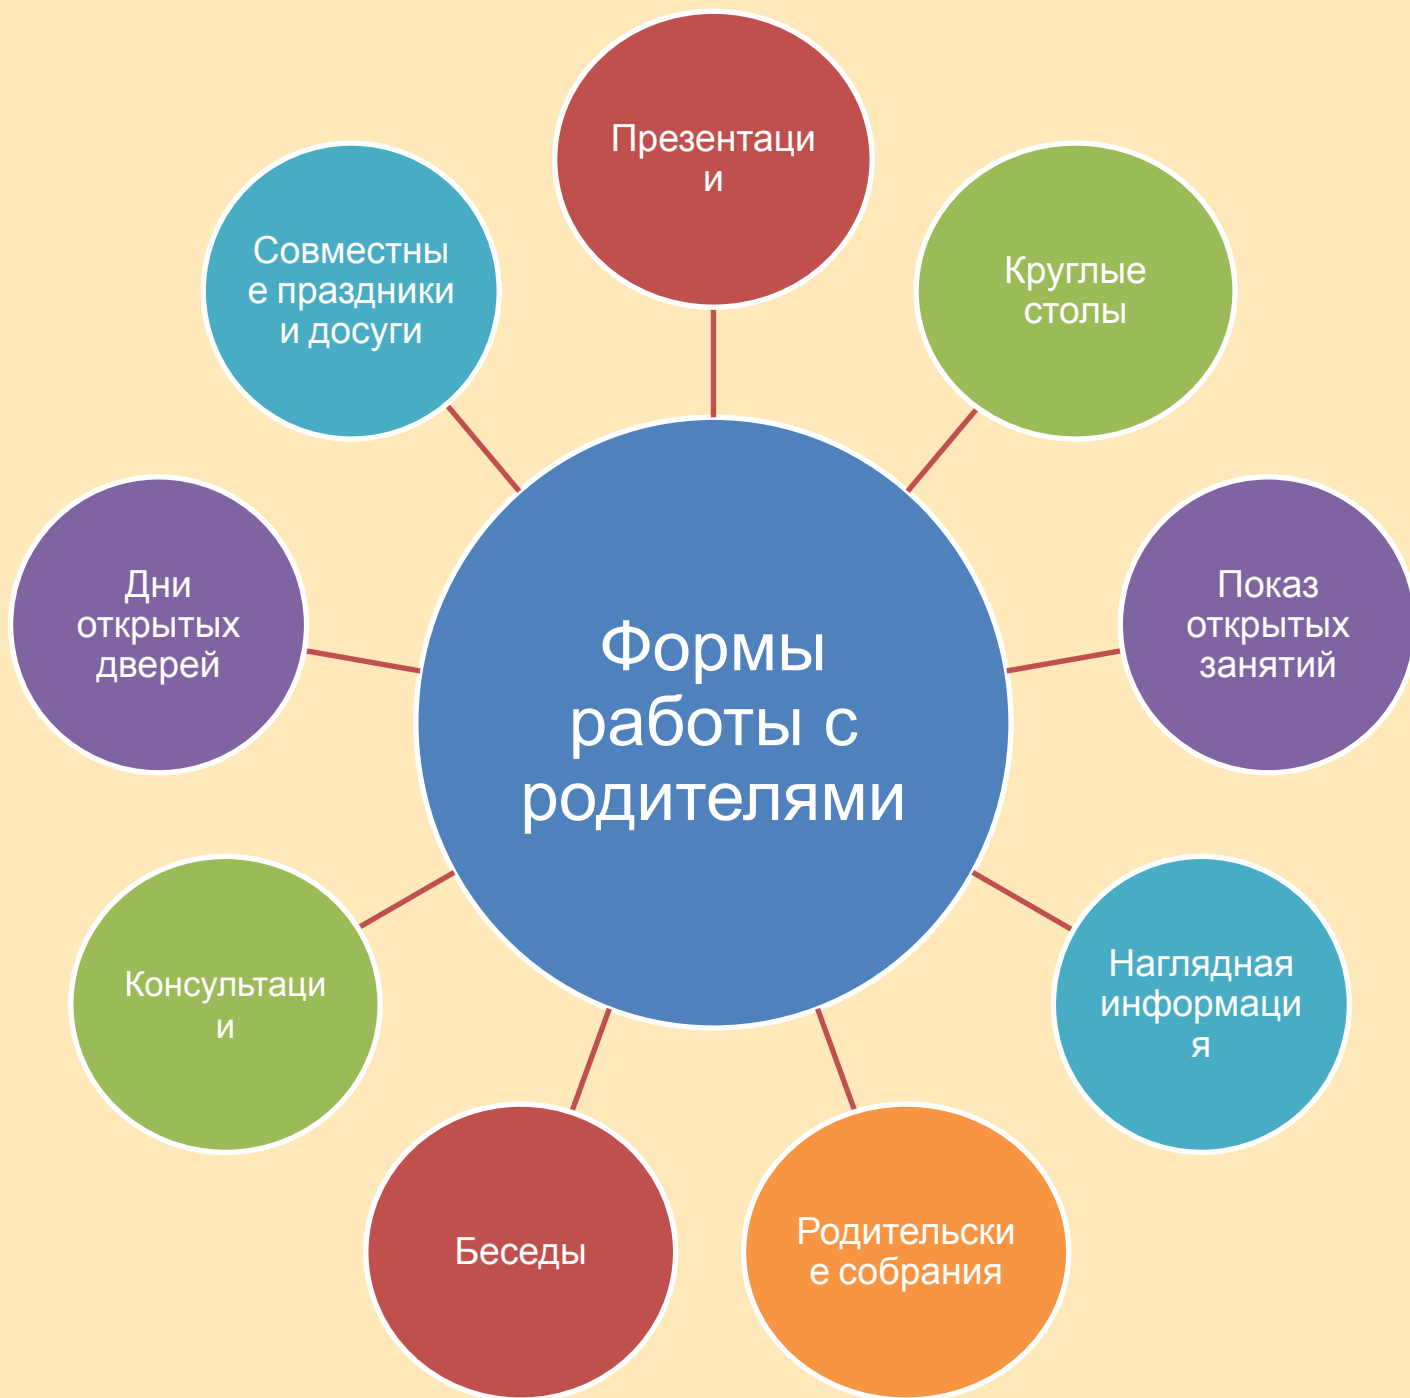 Презентаци
и
Круглые
столы
Показ
открытых
занятий
Наглядная
информаци
я
Родительски
е собрания
Беседы
Консультаци
и
Дни
открытых
дверей
Совместны
е праздники
и досуги
Формы
работы с
родителями